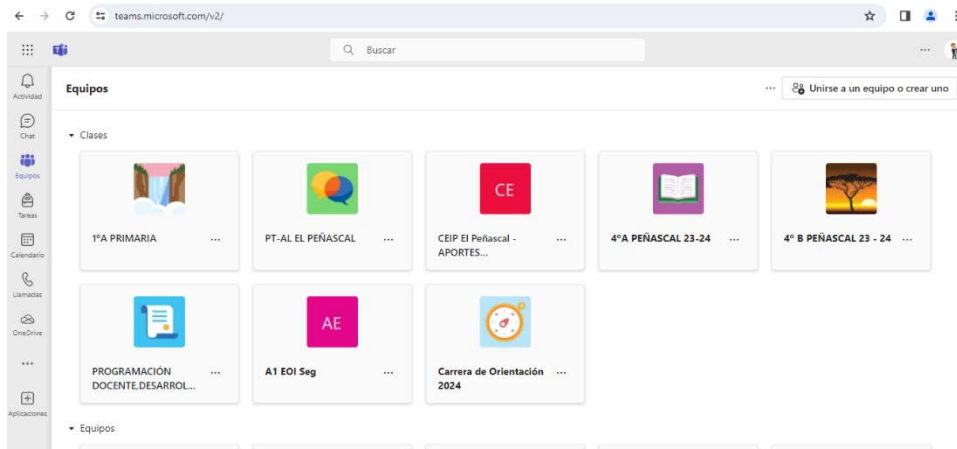 teams.microsoft.com/v2/
Buscar
Actividad
Chat
Equipos
Tareas
Calendario
Llamadas
OneDrive
Aplicaciones
Equipos
Unirse a un equipo o crear uno
Clases
1ºA PRIMARIA
PT-AL EL PEÑASCAL
CE
CEIP El Peñascal -
APORTES...
4ºA PEÑASCAL 23-24
4º B PEÑASCAL 23 - 24
PROGRAMACIÓN
DOCENTE,DESARROL...
AE
A1 EOI Seg
Carrera de Orientación
2024
Equipos